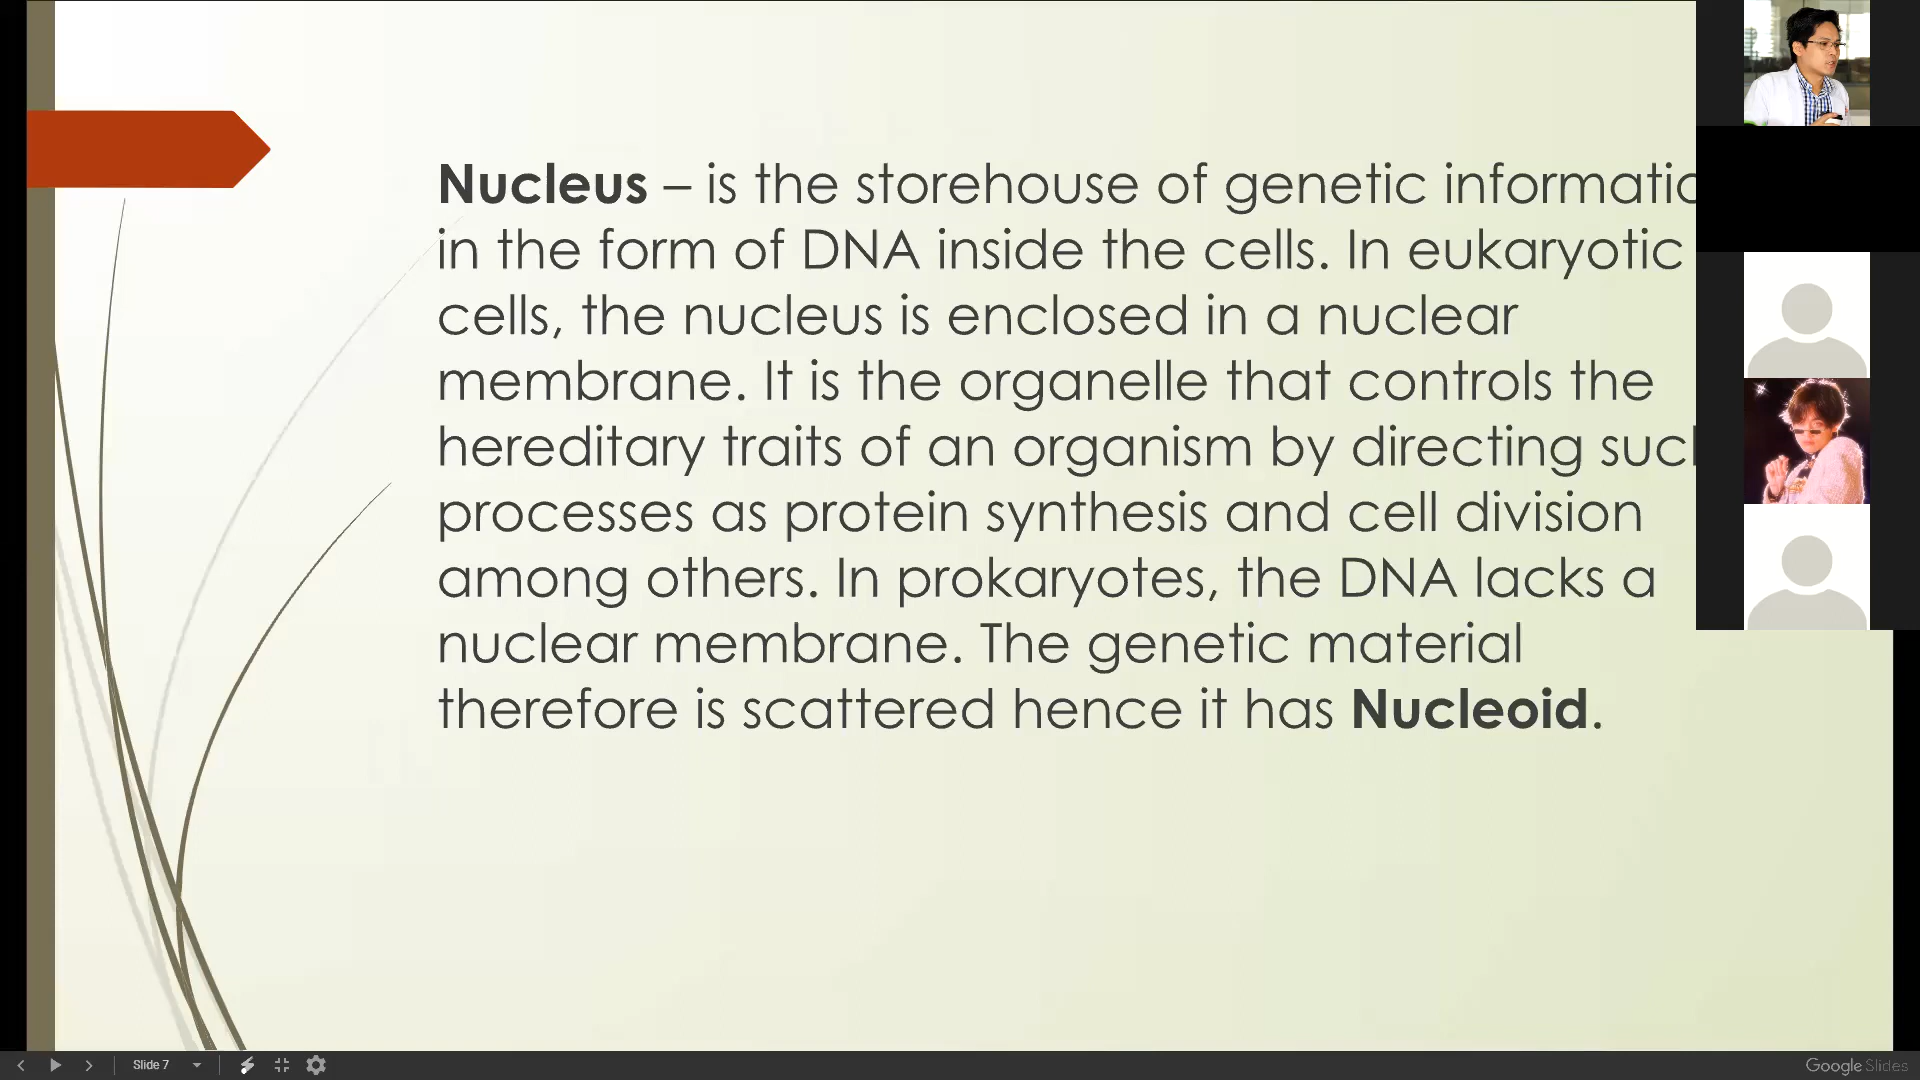 Nucleus – is the storehouse of genetic
in the form of DNA inside the cells. In eukaryotic
cells, the nucleus is enclosed in a nuclear
membrane. It is the organelle that controls the
hereditary traits of an organism by directing
processes as protein synthesis and cell division
among others. In prokaryotes, the DNA lacks a
nuclear membrane. The genetic material
therefore is scattered hence it has Nucleoid.
Slide 7
Google Slides